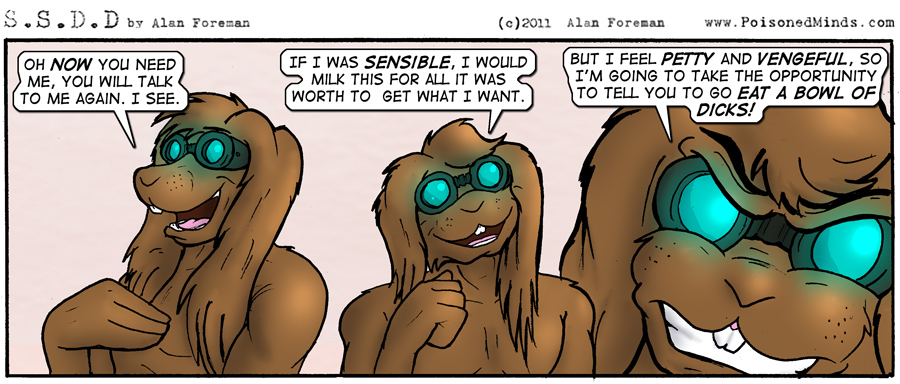 S.S.D.D by Alan Foreman (c)2011 Alan Foreman www.PoisonedMinds.com
OH NOW YOU NEED
ME, YOU WILL TALK
TO ME AGAIN. I SEE.
IF I WAS SENSIBLE, I WOULD
MILK THIS FOR ALL IT WAS
WORTH TO GET WHAT I WANT.
BUT I FEEL PETTY AND VENGEFUL, SO
I'M GOING TO TAKE THE OPPORTUNITY
TO TELL YOU TO GO EAT A BOWL OF
DICKS!